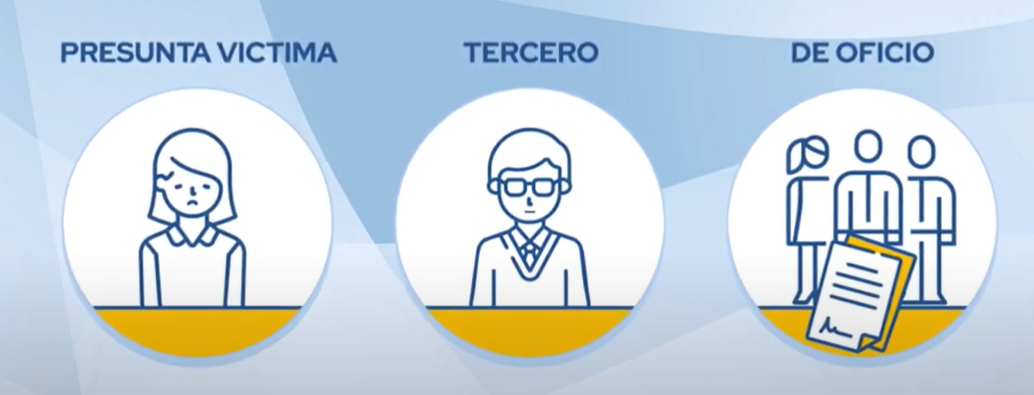 PRESUNTA VICTIMA
TERCERO
DE OFICIO